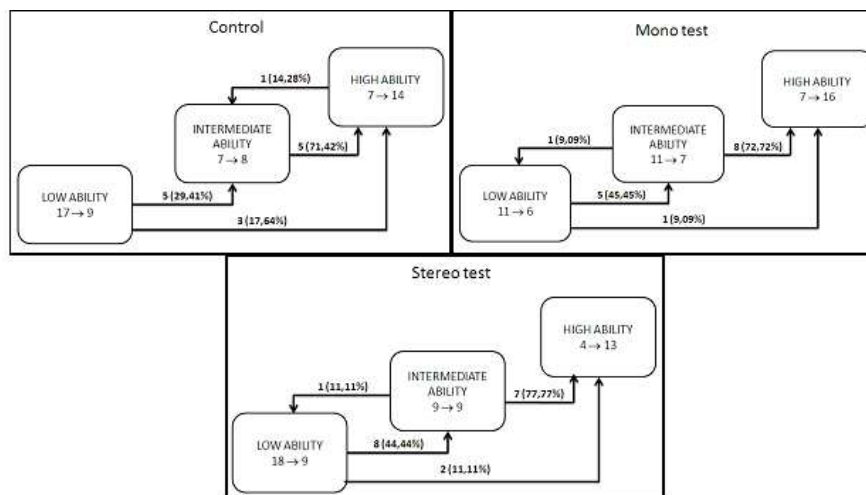 Control
1 (14,28%)
HIGH ABILITY
7 → 14
INTERMEDIATE
ABILITY
7 → 8
5 (71,42%)
LOW ABILITY
17 → 9
5 (29,41%)
3 (17,64%)
Mono test
HIGH ABILITY
7 → 16
1 (9,09%)
INTERMEDIATE
ABILITY
11 → 7
8 (72,72%)
LOW ABILITY
11 → 6
5 (45,45%)
1 (9,09%)
Stereo test
HIGH ABILITY
4 → 13
1 (11,11%)
INTERMEDIATE
ABILITY
9 → 9
7 (77,77%)
LOW ABILITY
18 → 9
8 (44,44%)
2 (11,11%)